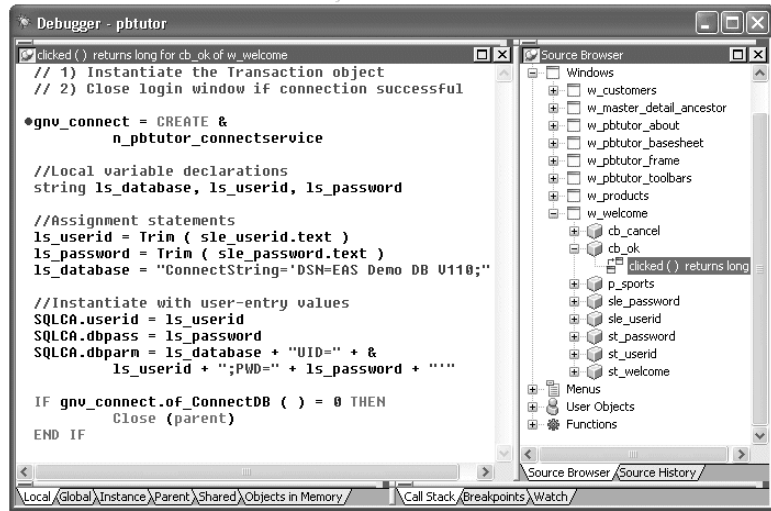 Debugger - pbtutor
clicked ( ) returns long for cb_ok of w_welcome
// 1) Instantiate the Transaction object
// 2) Close login window if connection successful
gnv_connect = CREATE &
n_pbtutor_connectservice
//Local variable declarations
string ls_database, ls_userid, ls_password
//Assignment statements
ls_userid = Trim ( sle_userid.text )
ls_password = Trim ( sle_password.text )
ls_database = "ConnectString='DSN=EAS Demo DB V110;"
//Instantiate with user-entry values
SQLCA.userid = ls_userid
SQLCA.dbpass = ls_password
SQLCA.dbparm = ls_database + "UID=" + &
ls_userid + ";PWD=" + ls_password + "'"
IF gnv_connect.of_ConnectDB ( ) = 0 THEN
Close (parent)
END IF
Source Browser
Windows
w_customers
w_master_detail_ancestor
w_pbtutor_about
w_pbtutor_basesheet
w_pbtutor_frame
w_pbtutor_toolbars
w_products
w_welcome
cb_cancel
cb_ok
clicked ( ) returns long
p_sports
sle_password
sle_userid
st_password
st_userid
st_welcome
Menus
User Objects
Functions
Source Browser Source History
Local Global Instance Parent Shared Objects in Memory
Call Stack Breakpoints Watch